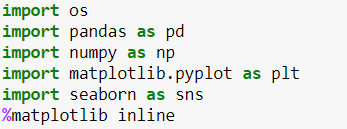 import os
import pandas as pd
import numpy as np
import matplotlib.pyplot as plt
import seaborn as sns
%matplotlib inline